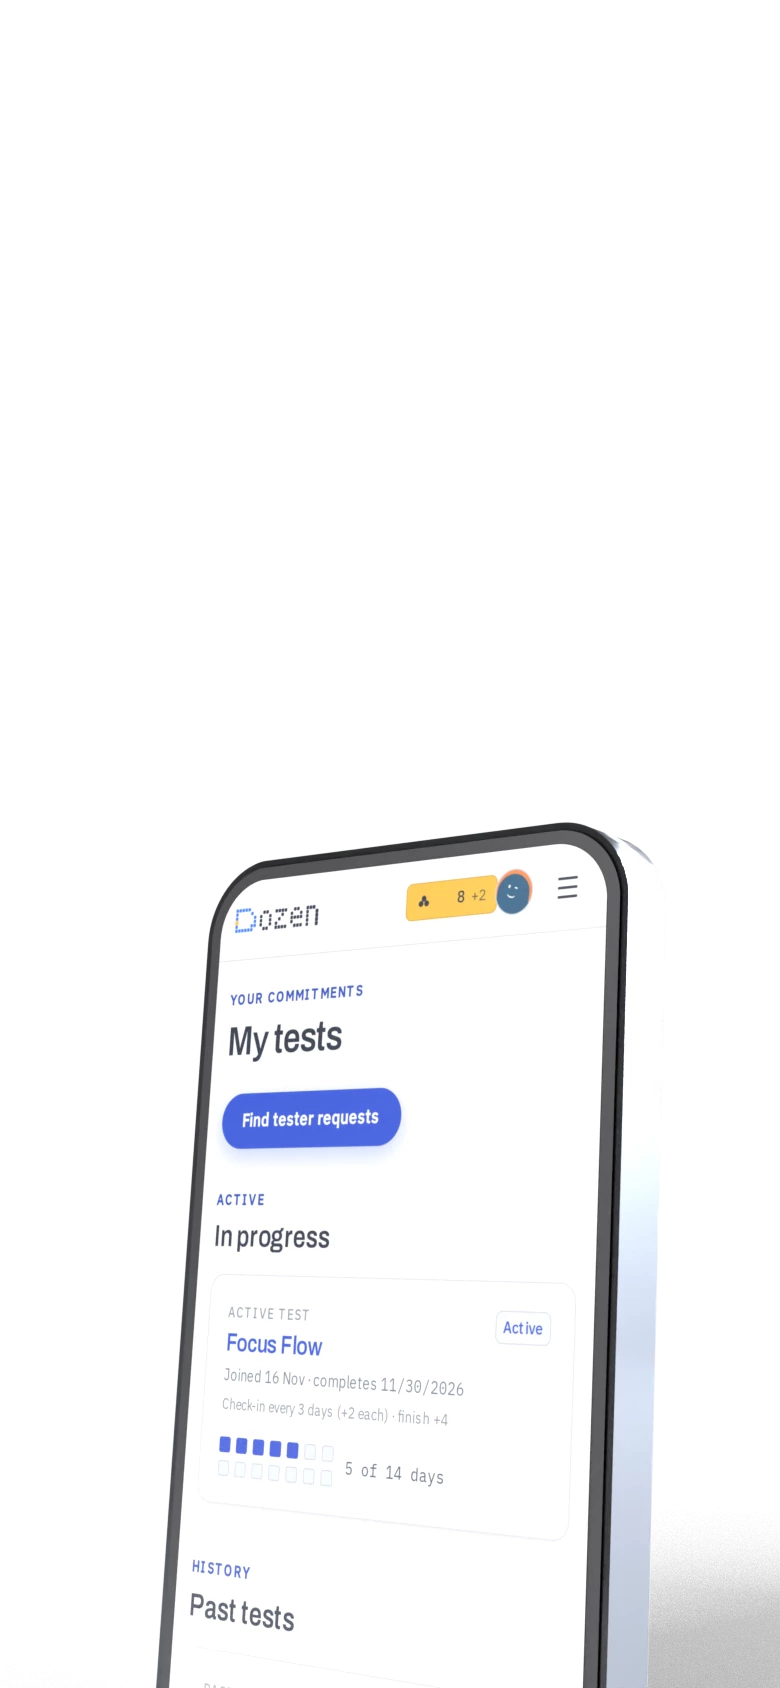 Dozen
8 +2
YOUR COMMITMENTS
My tests
Find tester requests
ACTIVE
In progress
ACTIVE TEST
Active
Focus Flow
Joined 16 Nov · completes 11/30/2026
Check-in every 3 days (+2 each) · finish +4
5 of 14 days
HISTORY
Past tests